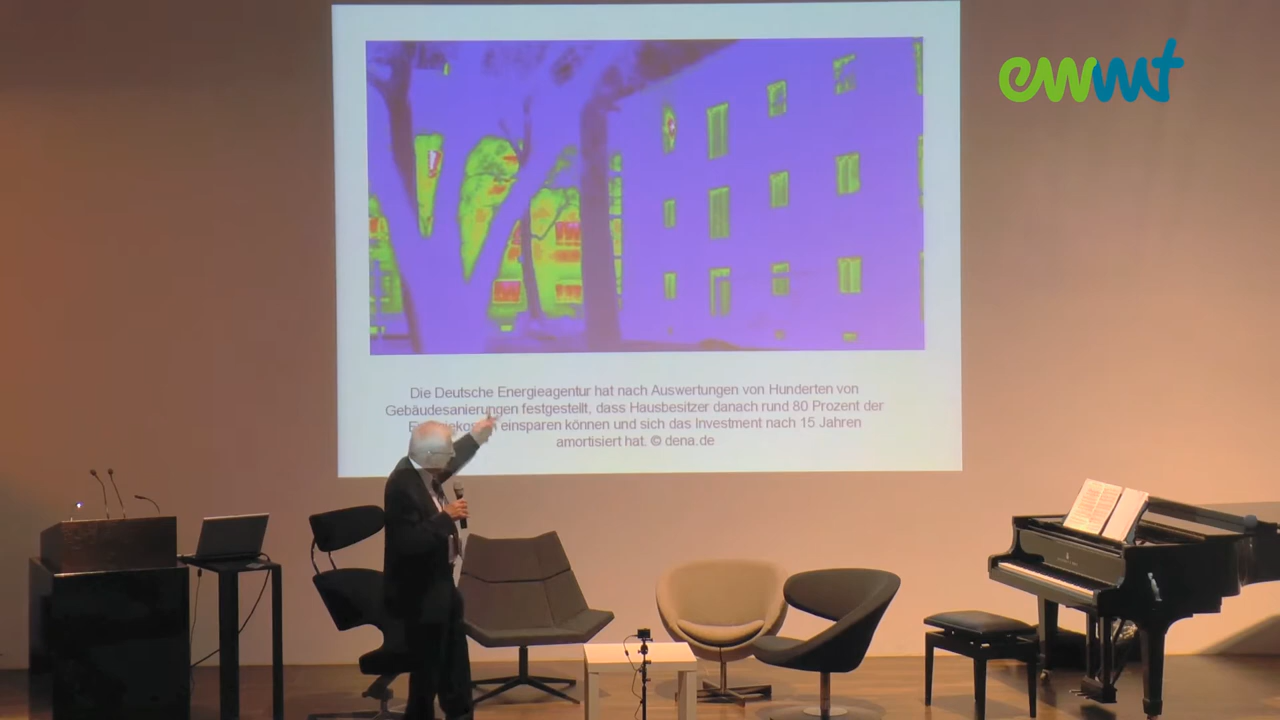 ewwt
Die Deutsche Energieagentur hat nach Auswertungen von Hunderten von
Gebäudesanierungen festgestellt, dass Hausbesitzer danach rund 80 Prozent der
einsparen können und sich das Investment nach 15 Jahren
amortisiert hat. © dena.de